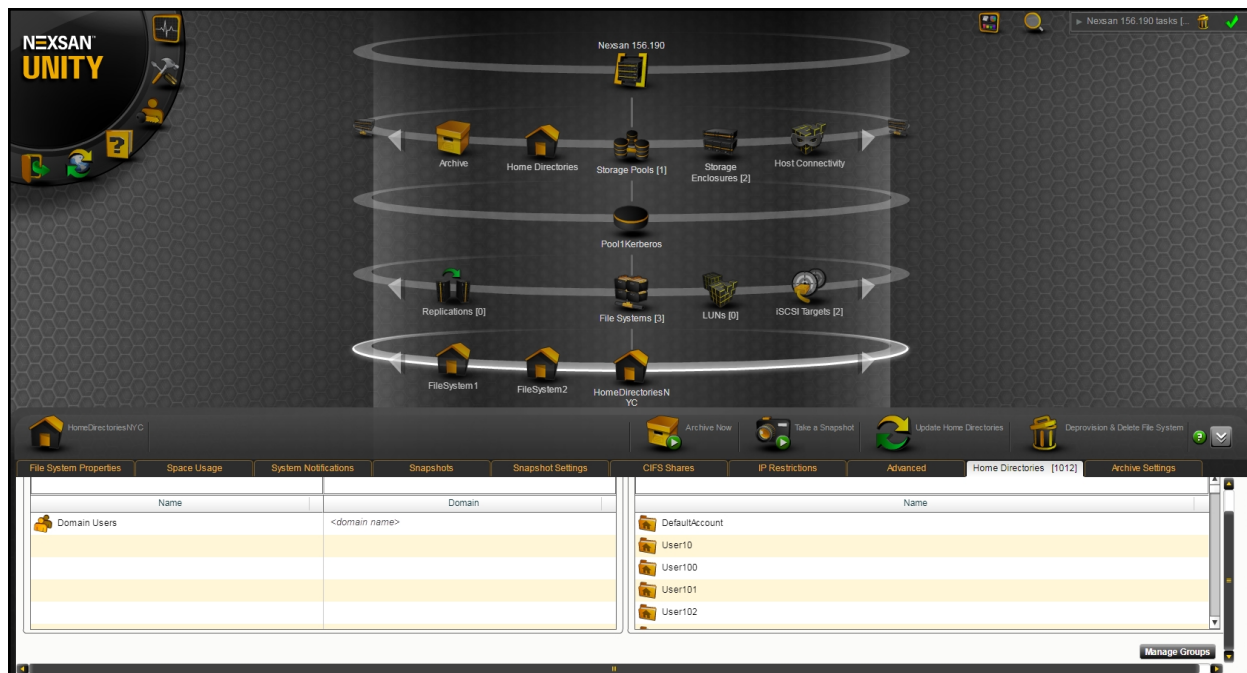 NEXSAN
UNITY
Nexsan 156.190 tasks [...
Nexsan 156.190
Archive
Home Directories
Storage Pools [1]
Storage
Enclosures [2]
Host Connectivity
Pool1Kerberos
Replications [0]
File Systems [3]
LUNs [0]
iSCSI Targets [2]
FileSystem1
FileSystem2
HomeDirectoriesN
YC
HomeDirectoriesNYC
Archive Now
Take a Snapshot
Update Home Directories
Deprovision & Delete File System
File System Properties
Space Usage
System Notifications
Snapshots
Snapshot Settings
CIFS Shares
IP Restrictions
Advanced
Home Directories [1012]
Archive Settings
Name
Domain
Name
Domain Users
<domain name>
DefaultAccount
User10
User100
User101
User102
Manage Groups